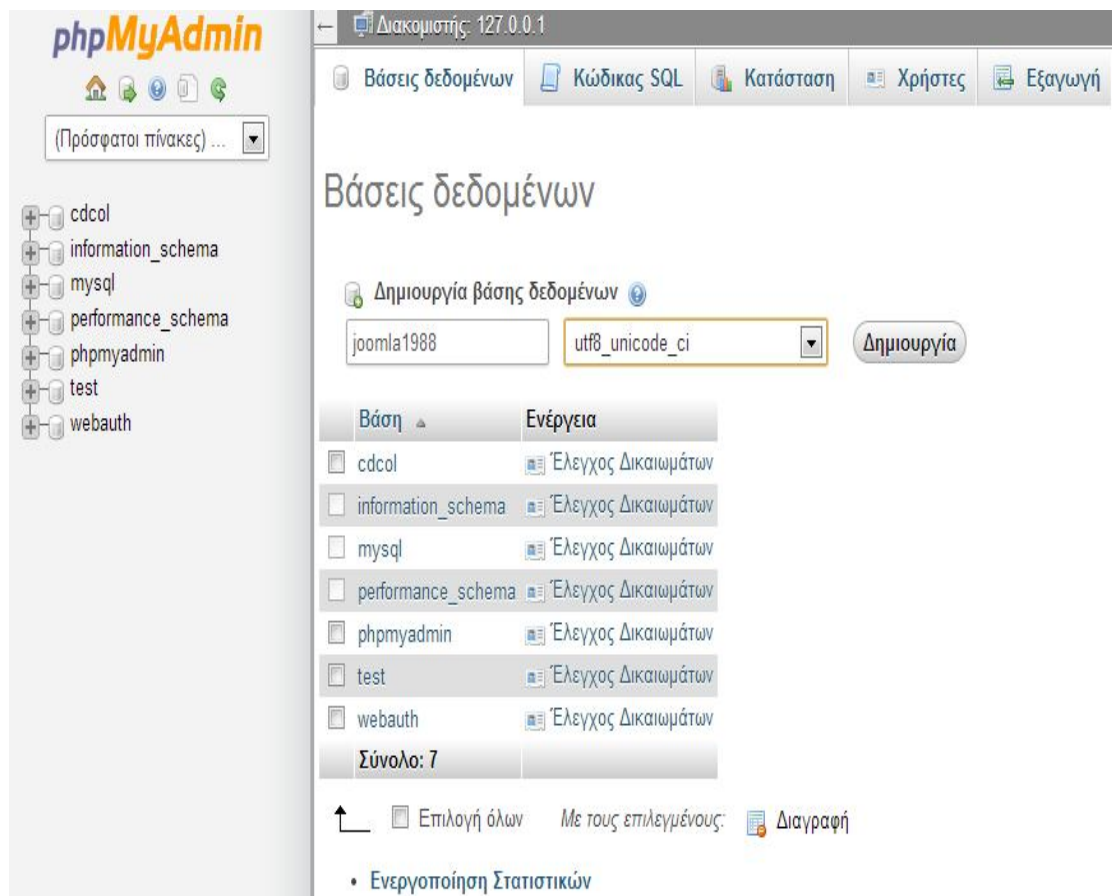 phpMyAdmin
(Πρόσφατοι πίνακες) ...
cdcol
information_schema
mysql
performance_schema
phpmyadmin
test
webauth
← Διακομιστής: 127.0.0.1
Βάσεις δεδομένων Κώδικας SQL Κατάσταση Χρήστες Εξαγωγή
Βάσεις δεδομένων
Δημιουργία βάσης δεδομένων
joomla1988 utf8_unicode_ci Δημιουργία
Βάση Ενέργεια
cdcol Έλεγχος Δικαιωμάτων
information_schema Έλεγχος Δικαιωμάτων
mysql Έλεγχος Δικαιωμάτων
performance_schema Έλεγχος Δικαιωμάτων
phpmyadmin Έλεγχος Δικαιωμάτων
test Έλεγχος Δικαιωμάτων
webauth Έλεγχος Δικαιωμάτων
Σύνολο: 7
Επιλογή όλων Με τους επιλεγμένους: Διαγραφή
• Ενεργοποίηση Στατιστικών